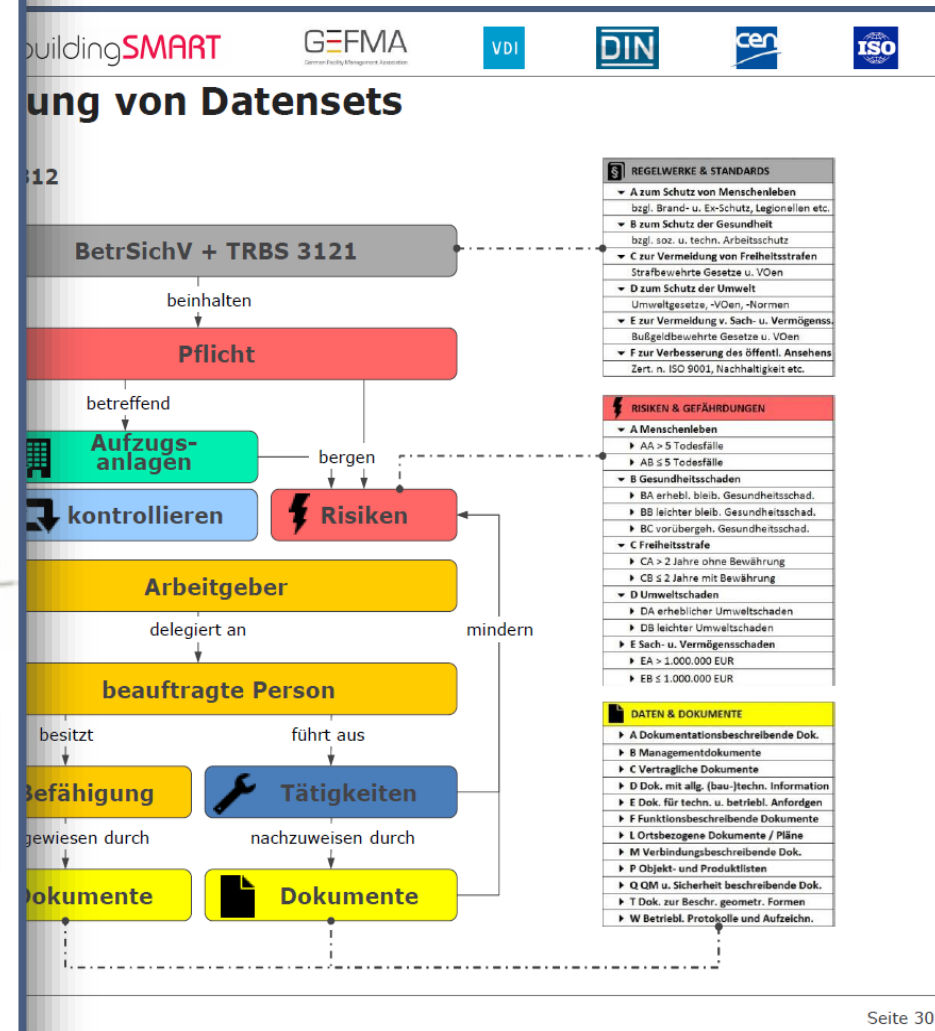 buildingSMART
GEFMA
German Facility Management Association
VDI
DIN
cen
ISO
ung von Datensets
312
BetrSichV + TRBS 3121
beinhalten
Pflicht
betreffend
Aufzugs-
anlagen
bergen
kontrollieren
Risiken
Arbeitgeber
delegiert an
mindern
beauftragte Person
besitzt
führt aus
Befähigung
Tätigkeiten
gewiesen durch
nachzuweisen durch
Dokumente
Dokumente
§ REGELWERKE & STANDARDS
A zum Schutz von Menschenleben
bzgl. Brand- u. Ex-Schutz, Legionellen etc.
B zum Schutz der Gesundheit
bzgl. soz. u. techn. Arbeitsschutz
C zur Vermeidung von Freiheitsstrafen
Strafbewehrte Gesetze u. VOen
D zum Schutz der Umwelt
Umweltgesetze, -VOen, -Normen
E zur Vermeidung v. Sach- u. Vermögenss.
Bußgeldbewehrte Gesetze u. VOen
F zur Verbesserung des öffentl. Ansehens
Zert. n. ISO 9001, Nachhaltigkeit etc.
RISIKEN & GEFÄHRDUNGEN
A Menschenleben
AA > 5 Todesfälle
AB ≤ 5 Todesfälle
B Gesundheitsschaden
BA erhebl. bleib. Gesundheitsschad.
BB leichter bleib. Gesundheitsschad.
BC vorübergeh. Gesundheitsschad.
C Freiheitsstrafe
CA > 2 Jahre ohne Bewährung
CB ≤ 2 Jahre mit Bewährung
D Umweltschaden
DA erheblicher Umweltschaden
DB leichter Umweltschaden
E Sach- u. Vermögensschaden
EA > 1.000.000 EUR
EB ≤ 1.000.000 EUR
DATEN & DOKUMENTE
A Dokumentationsbeschreibende Dok.
B Managementdokumente
C Vertragliche Dokumente
D Dok. mit allg. (bau-)techn. Information
E Dok. für techn. u. betriebl. Anfordgen
F Funktionsbeschreibende Dokumente
L Ortsbezogene Dokumente / Pläne
M Verbindungsbeschreibende Dok.
P Objekt- und Produktlisten
Q QM u. Sicherheit beschreibende Dok.
T Dok. zur Beschr. geometr. Formen
W Betriebl. Protokolle und Aufzeichn.
Seite 30